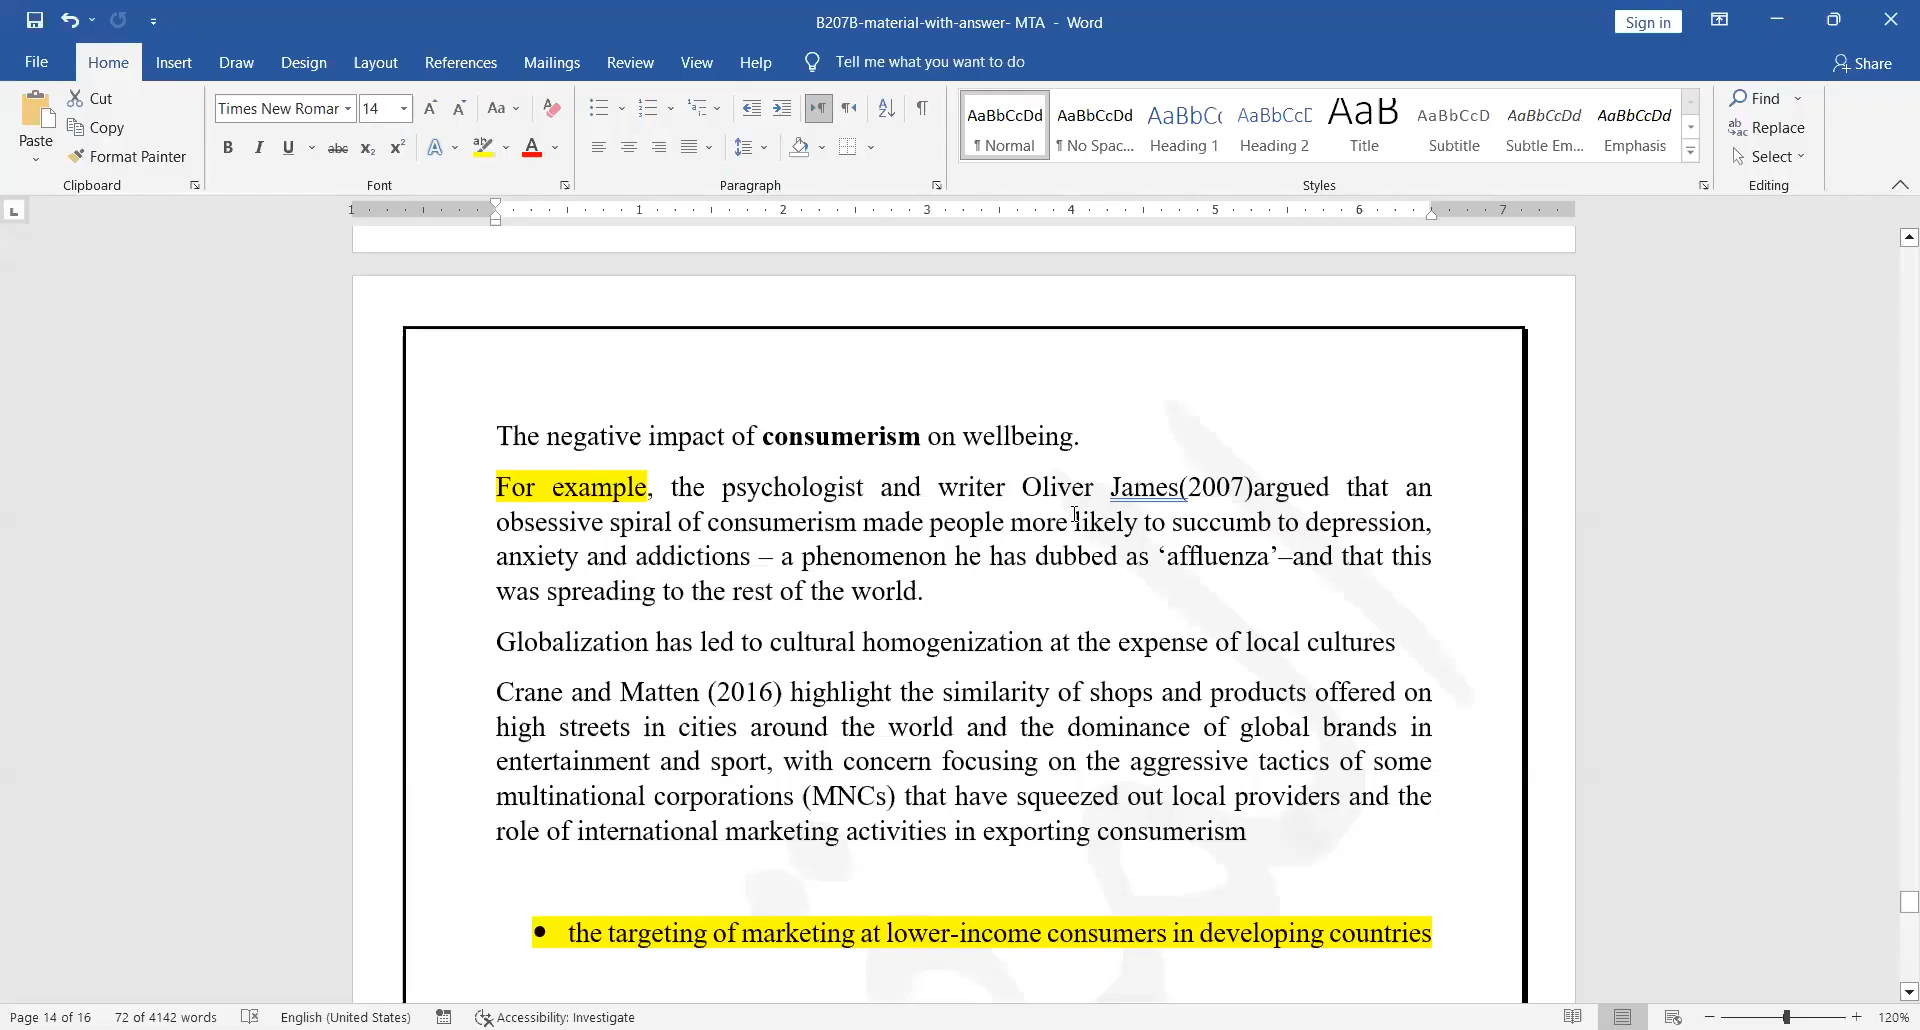 B207B-material-with-answer- MTA - Word
Sign in
File Home Insert Draw Design Layout References Mailings Review View Help Tell me what you want to do Share
Paste
Cut
Copy
Format Painter
Clipboard
Times New Romar 14
Font
Paragraph
AaBbCcDd AaBbCcDd AaBbCc AaBbCcD AaB AaBbCcD AaBbCcDd AaBbCcDd
¶ Normal ¶ No Spac... Heading 1 Heading 2 Title Subtitle Subtle Em... Emphasis
Styles
Find
Replace
Select
Editing
1 1 2 3 4 5 6 7
The negative impact of consumerism on wellbeing.
For example, the psychologist and writer Oliver James(2007)argued that an
obsessive spiral of consumerism made people more likely to succumb to depression,
anxiety and addictions – a phenomenon he has dubbed as ‘affluenza’–and that this
was spreading to the rest of the world.
Globalization has led to cultural homogenization at the expense of local cultures
Crane and Matten (2016) highlight the similarity of shops and products offered on
high streets in cities around the world and the dominance of global brands in
entertainment and sport, with concern focusing on the aggressive tactics of some
multinational corporations (MNCs) that have squeezed out local providers and the
role of international marketing activities in exporting consumerism
• the targeting of marketing at lower-income consumers in developing countries
Page 14 of 16 72 of 4142 words English (United States) Accessibility: Investigate 120%